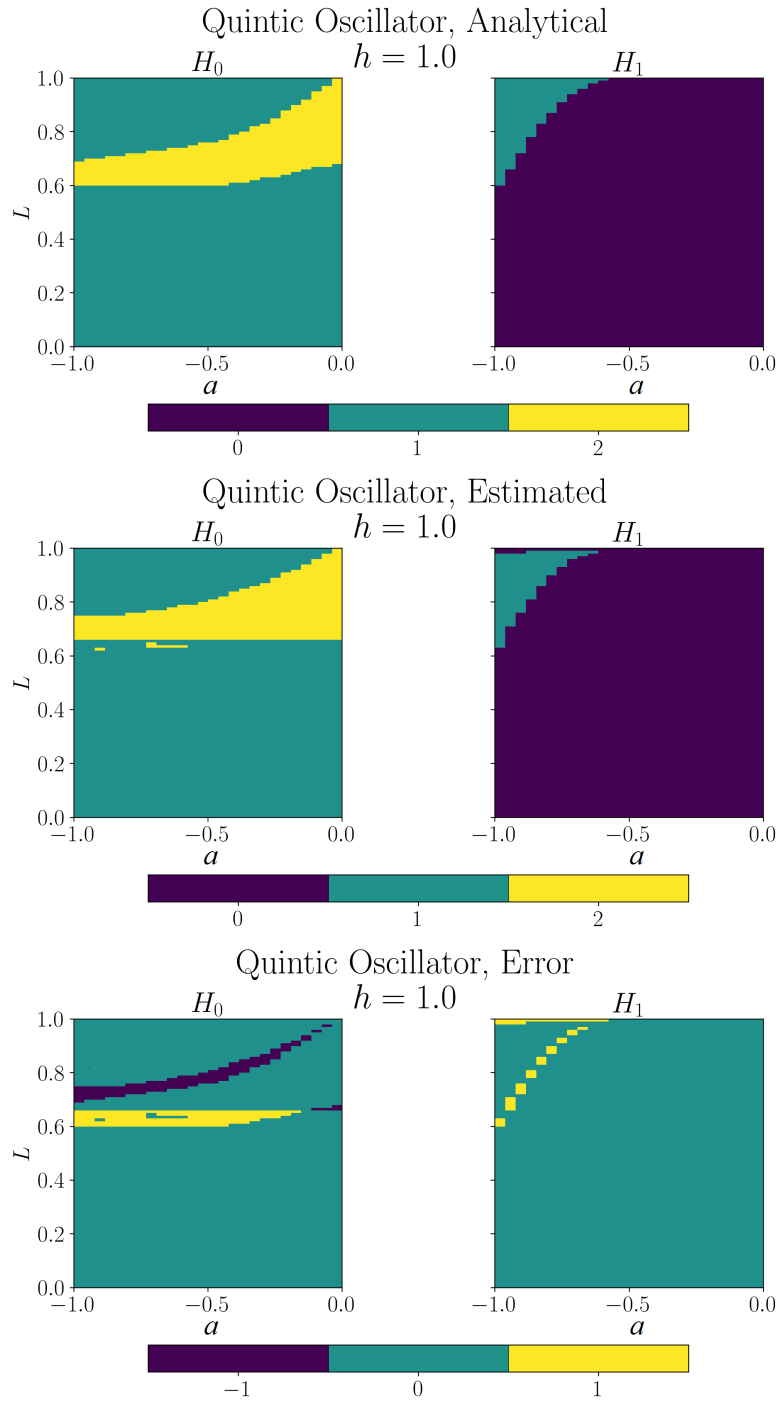 Quintic Oscillator, Analytical
h = 1.0
H₀ H₁
1.0
0.8
0.6
L
0.4
0.2
0.0
−1.0 −0.5 0.0 −1.0 −0.5 0.0
a a
0 1 2
Quintic Oscillator, Estimated
h = 1.0
H₀ H₁
1.0
0.8
0.6
L
0.4
0.2
0.0
−1.0 −0.5 0.0 −1.0 −0.5 0.0
a a
0 1 2
Quintic Oscillator, Error
h = 1.0
H₀ H₁
1.0
0.8
0.6
L
0.4
0.2
0.0
−1.0 −0.5 0.0 −1.0 −0.5 0.0
a a
−1 0 1